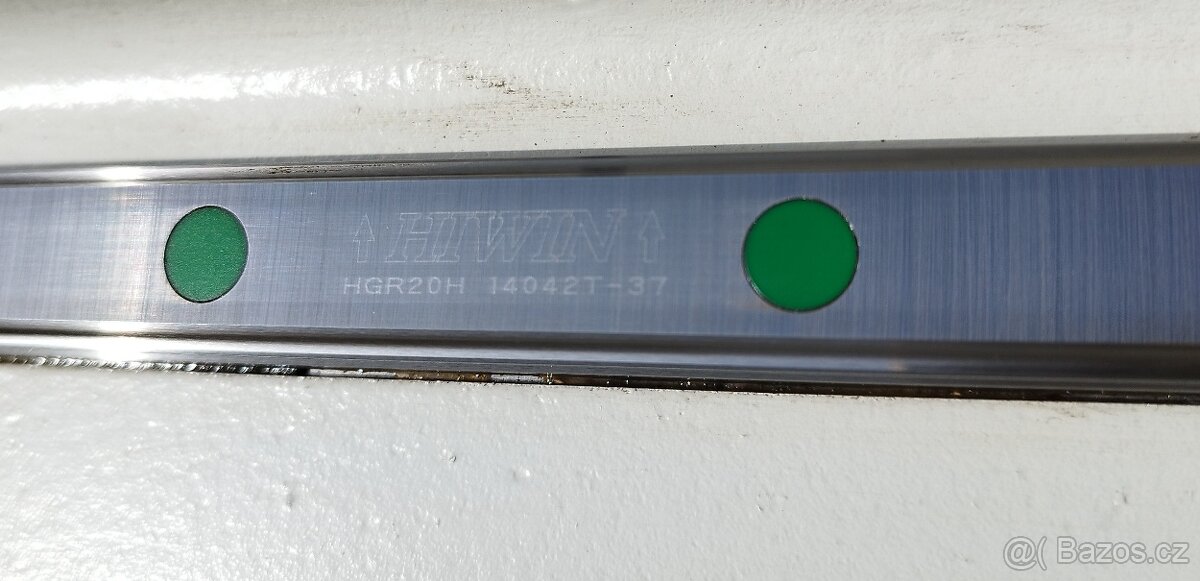 ↑ HIWIN ↑
HGR20H 14042T-37
@( Bazos.cz